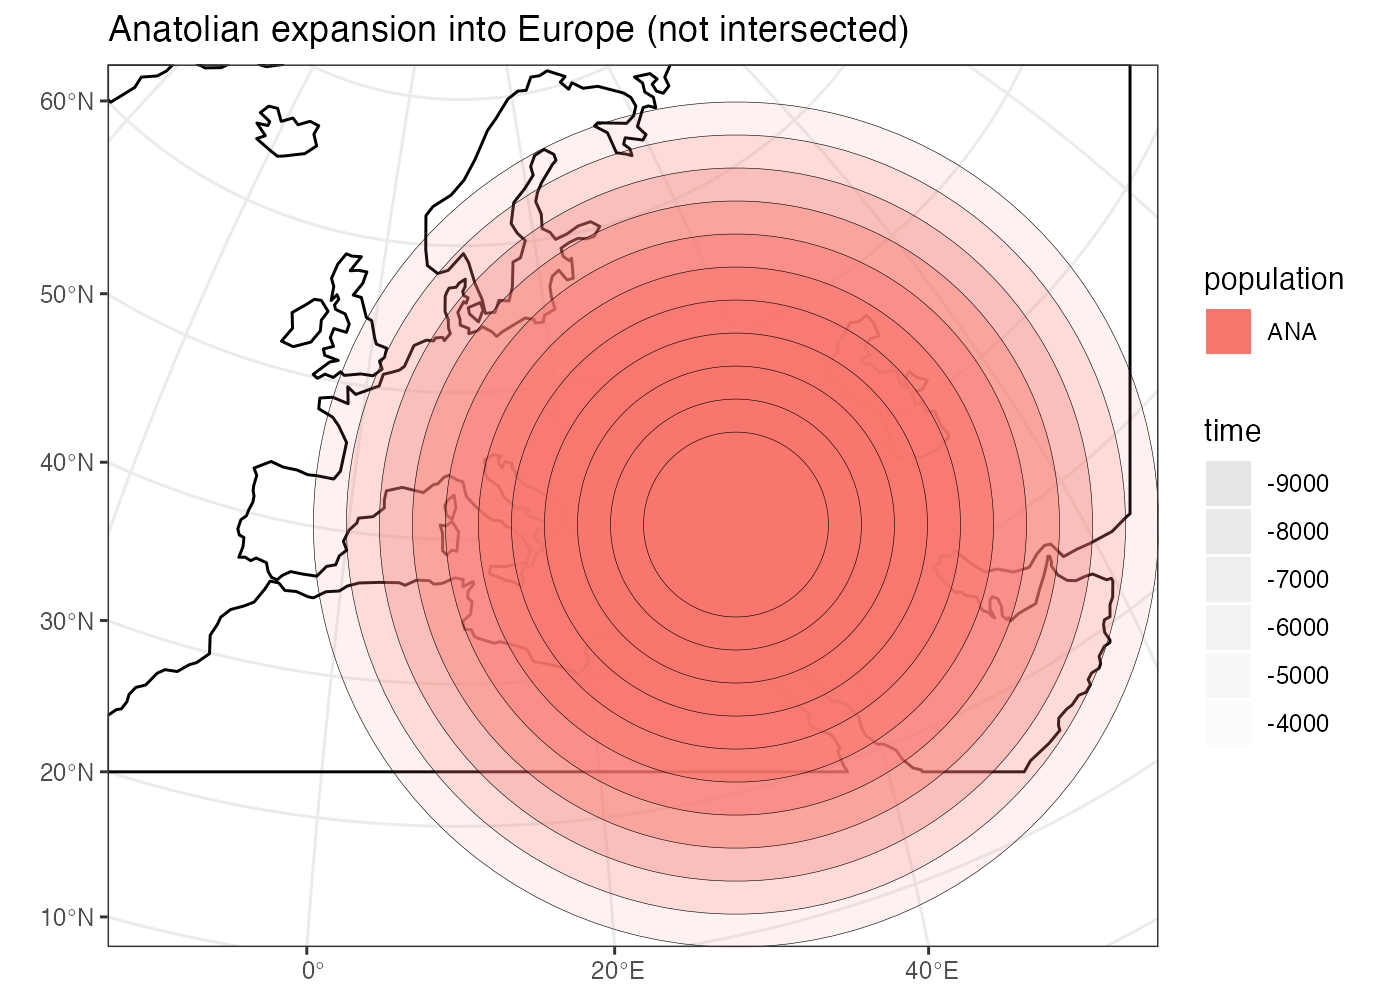 Anatolian expansion into Europe (not intersected)
60°N
50°N
40°N
30°N
20°N
10°N
0°
20°E
40°E
population
ANA
time
-9000
-8000
-7000
-6000
-5000
-4000